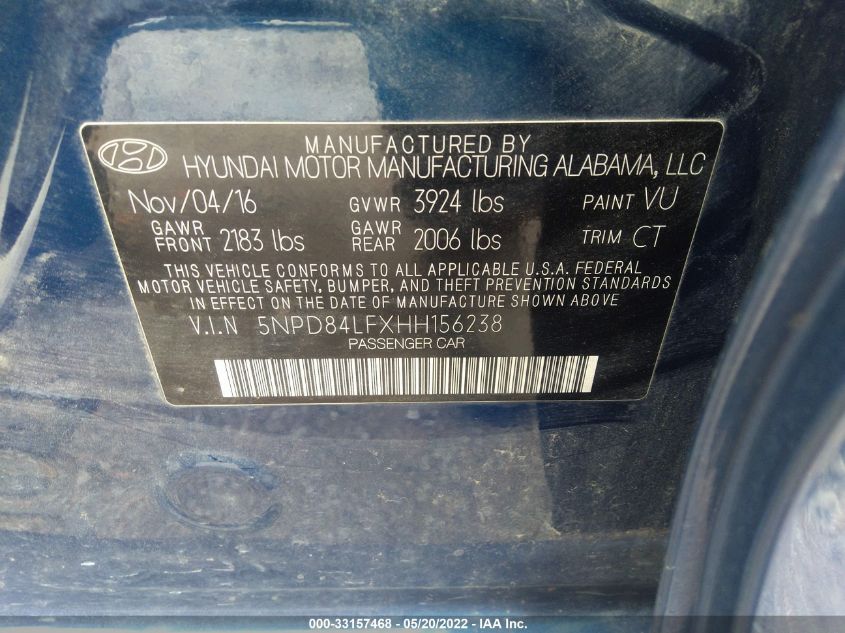 MANUFACTURED BY
HYUNDAI MOTOR MANUFACTURING ALABAMA, LLC
Nov/04/16 GVWR 3924 lbs PAINT VU
GAWR FRONT 2183 lbs GAWR REAR 2006 lbs TRIM CT
THIS VEHICLE CONFORMS TO ALL APPLICABLE U.S.A. FEDERAL
MOTOR VEHICLE SAFETY, BUMPER, AND THEFT PREVENTION STANDARDS
IN EFFECT ON THE DATE OF MANUFACTURE SHOWN ABOVE
V.I.N 5NPD84LFXHH156238
PASSENGER CAR
000-33157468 - 05/20/2022 - IAA Inc.